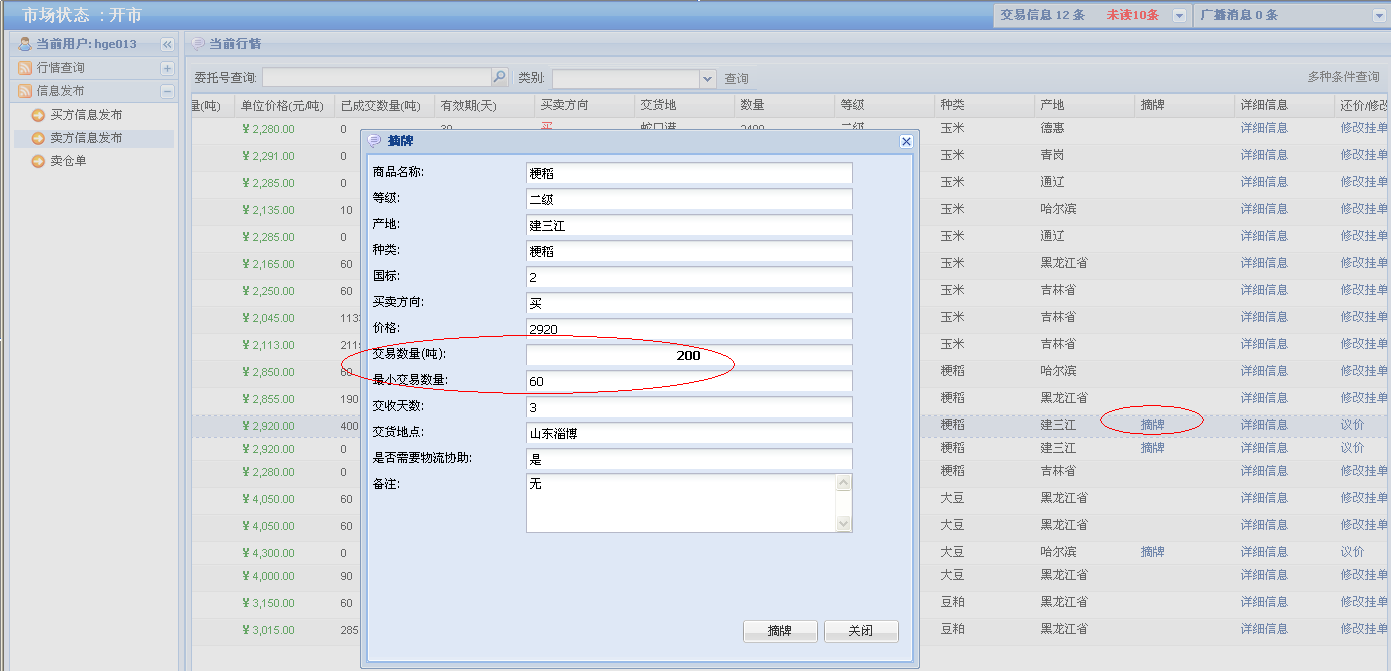 市场状态 ：开市
交易信息 12 条 未读10条 广播消息 0 条
当前用户: hge013 当前行情
行情查询
信息发布
买方信息发布
卖方信息发布
卖仓单
委托号查询: 类别: 查询 多种条件查询
量(吨) 单位价格(元/吨) 已成交数量(吨) 有效期(天) 买卖方向 交货地 数量 等级 种类 产地 摘牌 详细信息 还价/修改
¥ 2,280.00 0 玉米 德惠 详细信息 修改挂单
¥ 2,291.00 0 玉米 青岗 详细信息 修改挂单
¥ 2,285.00 0 玉米 通辽 详细信息 修改挂单
¥ 2,135.00 10 玉米 哈尔滨 详细信息 修改挂单
¥ 2,285.00 0 玉米 通辽 详细信息 修改挂单
¥ 2,165.00 60 玉米 黑龙江省 详细信息 修改挂单
¥ 2,250.00 60 玉米 吉林省 详细信息 修改挂单
¥ 2,045.00 玉米 吉林省 详细信息 修改挂单
¥ 2,113.00 玉米 吉林省 详细信息 修改挂单
¥ 2,850.00 60 粳稻 哈尔滨 详细信息 修改挂单
¥ 2,855.00 190 粳稻 黑龙江省 详细信息 修改挂单
¥ 2,920.00 400 粳稻 建三江 摘牌 详细信息 议价
¥ 2,920.00 0 粳稻 建三江 摘牌 详细信息 议价
¥ 2,280.00 0 粳稻 吉林省 详细信息 修改挂单
¥ 4,050.00 60 大豆 黑龙江省 详细信息 修改挂单
¥ 4,050.00 60 大豆 黑龙江省 详细信息 修改挂单
¥ 4,300.00 0 大豆 哈尔滨 摘牌 详细信息 议价
¥ 4,000.00 90 大豆 黑龙江省 详细信息 修改挂单
¥ 3,150.00 60 豆粕 黑龙江省 详细信息 修改挂单
¥ 3,015.00 285 豆粕 黑龙江省 详细信息 修改挂单
摘牌
商品名称: 粳稻
等级: 二级
产地: 建三江
种类: 粳稻
国标: 2
买卖方向: 买
价格: 2920
交易数量(吨): 200
最小交易数量: 60
交收天数: 3
交货地点: 山东淄博
是否需要物流协助: 是
备注: 无
摘牌 关闭